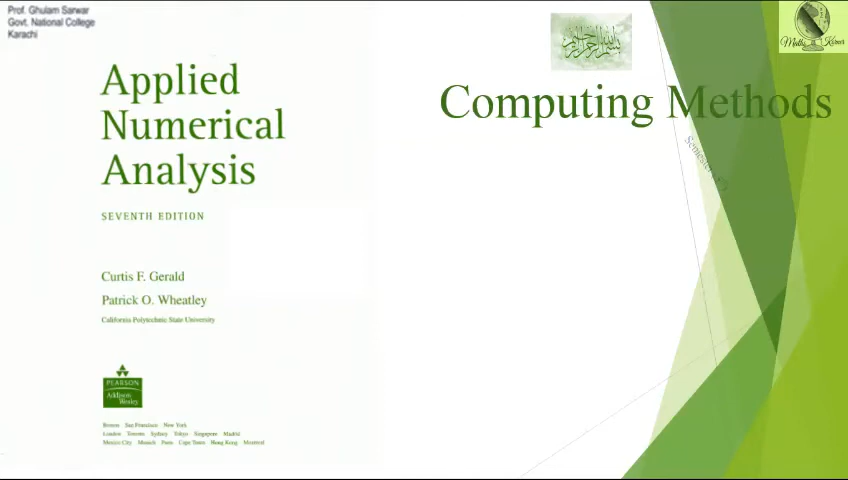 Prof. Ghulam Sarwar
Govt. National College
Karachi
بسم الله الرحمن الرحيم
Computing Methods
Applied
Numerical
Analysis
SEVENTH EDITION
Curtis F. Gerald
Patrick O. Wheatley
California Polytechnic State University
PEARSON
Addison
Wesley
Boston San Francisco New York
London Toronto Sydney Tokyo Singapore Madrid
Mexico City Munich Paris Cape Town Hong Kong Montreal